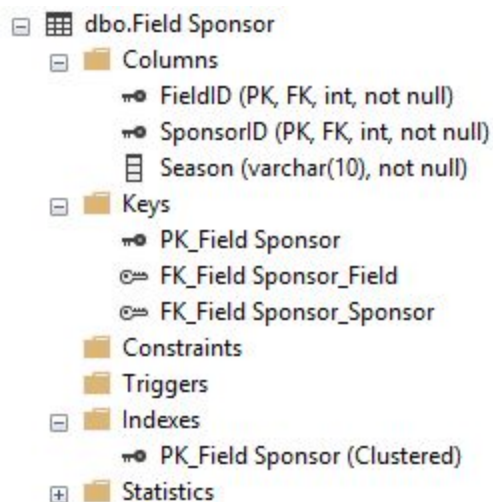 dbo.Field Sponsor
Columns
FieldID (PK, FK, int, not null)
SponsorID (PK, FK, int, not null)
Season (varchar(10), not null)
Keys
PK_Field Sponsor
FK_Field Sponsor_Field
FK_Field Sponsor_Sponsor
Constraints
Triggers
Indexes
PK_Field Sponsor (Clustered)
Statistics